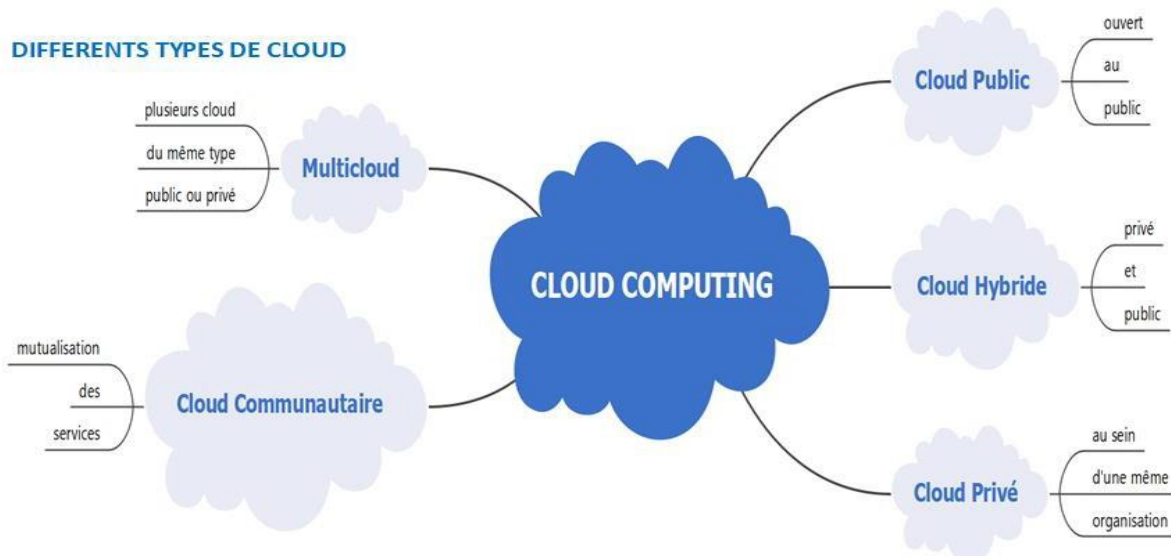 DIFFERENTS TYPES DE CLOUD
plusieurs cloud
du même type
public ou privé
Multicloud
mutualisation
des
services
Cloud Communautaire
CLOUD COMPUTING
Cloud Public
ouvert
au
public
Cloud Hybride
privé
et
public
Cloud Privé
au sein
d'une même
organisation